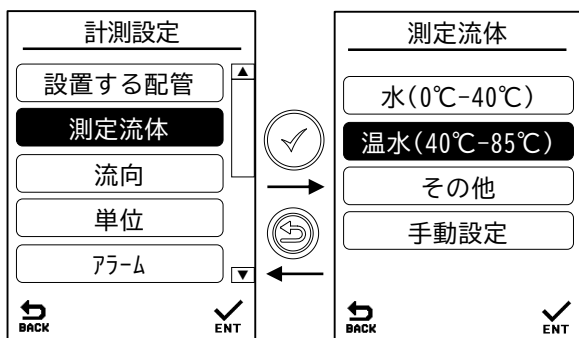 計測設定
設置する配管
測定流体
流向
単位
ｱﾗｰﾑ
BACK
ENT
測定流体
水(0℃-40℃)
温水(40℃-85℃)
その他
手動設定
BACK
ENT